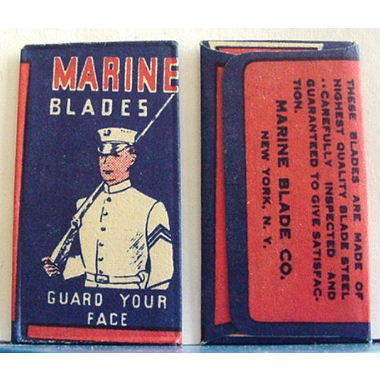 MARINE
BLADES
GUARD YOUR
FACE
THESE BLADES ARE MADE OF
HIGHEST QUALITY BLADE STEEL
..CAREFULLY INSPECTED AND
GUARANTEED TO GIVE SATISFAC-
TION.
MARINE BLADE CO.
NEW YORK, N. Y.